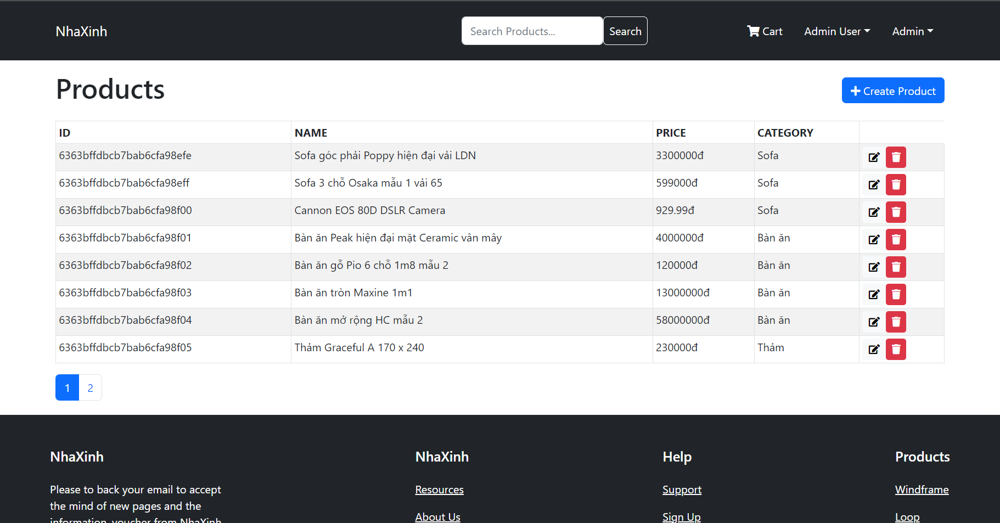 NhaXinh
Search Products...
Search
Cart
Admin User
Admin
Products
Create Product
ID NAME PRICE CATEGORY
6363bffdbcb7bab6cfa98efe Sofa góc phải Poppy hiện đại vải LDN 3300000đ Sofa
6363bffdbcb7bab6cfa98eff Sofa 3 chỗ Osaka mẫu 1 vải 65 599000đ Sofa
6363bffdbcb7bab6cfa98f00 Cannon EOS 80D DSLR Camera 929.99đ Sofa
6363bffdbcb7bab6cfa98f01 Bàn ăn Peak hiện đại mặt Ceramic vân mây 4000000đ Bàn ăn
6363bffdbcb7bab6cfa98f02 Bàn ăn gỗ Pio 6 chỗ 1m8 mẫu 2 120000đ Bàn ăn
6363bffdbcb7bab6cfa98f03 Bàn ăn tròn Maxine 1m1 13000000đ Bàn ăn
6363bffdbcb7bab6cfa98f04 Bàn ăn mở rộng HC mẫu 2 58000000đ Bàn ăn
6363bffdbcb7bab6cfa98f05 Thảm Graceful A 170 x 240 230000đ Thảm
1 2
NhaXinh
Please to back your email to accept
the mind of new pages and the
information, voucher from NhaXinh
NhaXinh
Resources
About Us
Help
Support
Sign Up
Products
Windframe
Loop